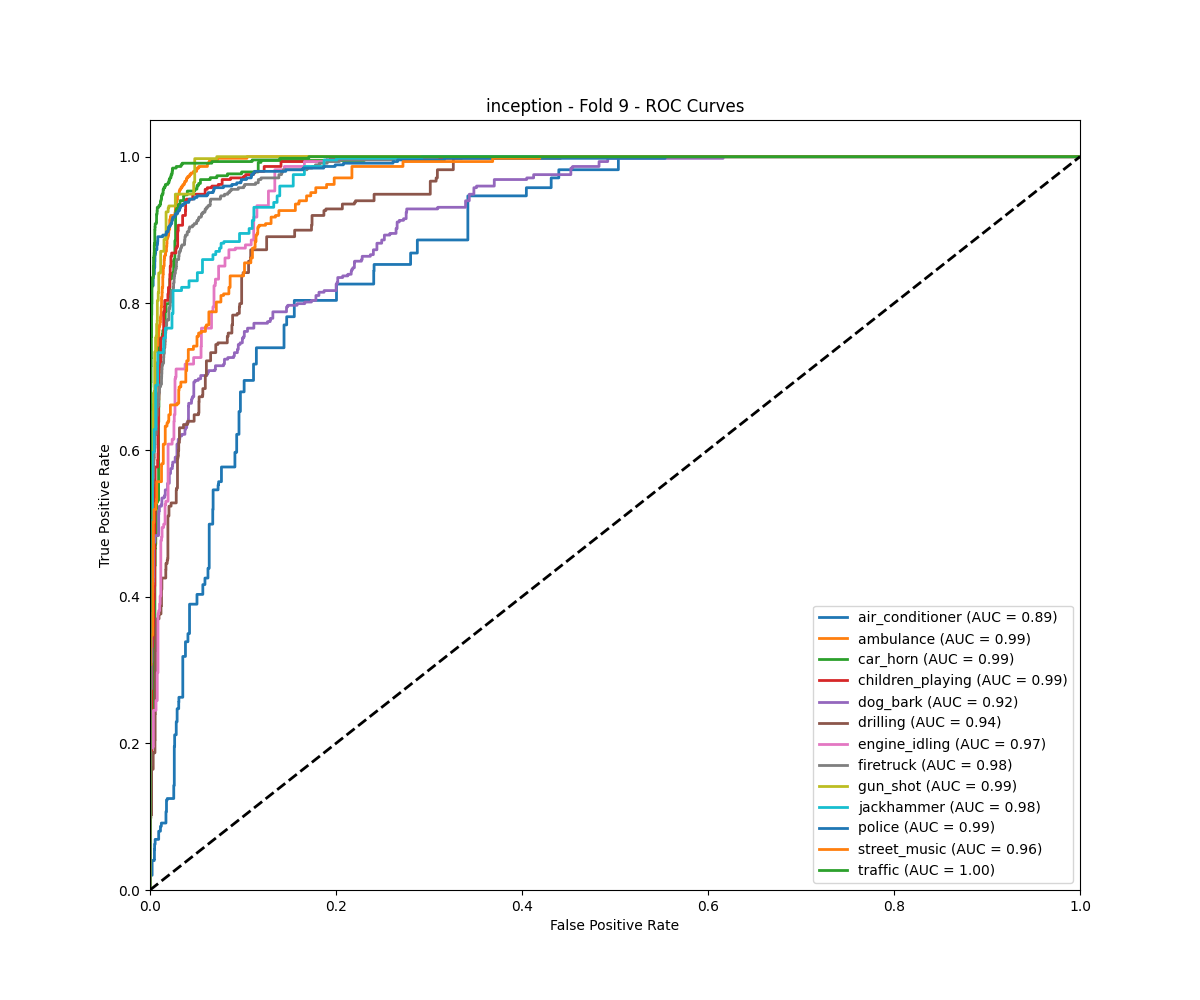 inception - Fold 9 - ROC Curves
True Positive Rate
1.0
0.8
0.6
0.4
0.2
0.0
air_conditioner (AUC = 0.89)
ambulance (AUC = 0.99)
car_horn (AUC = 0.99)
children_playing (AUC = 0.99)
dog_bark (AUC = 0.92)
drilling (AUC = 0.94)
engine_idling (AUC = 0.97)
firetruck (AUC = 0.98)
gun_shot (AUC = 0.99)
jackhammer (AUC = 0.98)
police (AUC = 0.99)
street_music (AUC = 0.96)
traffic (AUC = 1.00)
0.0 0.2 0.4 0.6 0.8 1.0
False Positive Rate